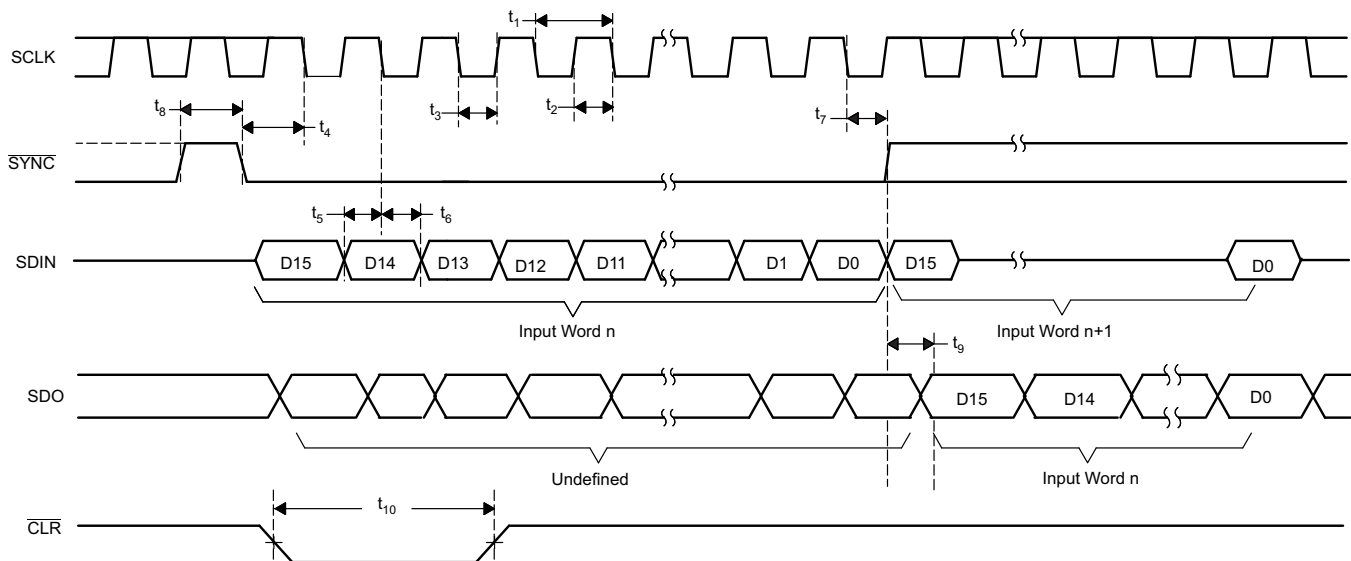 t1
SCLK
t8
t4
t3
t2
t7
SYNC
t5
t6
SDIN
D15
D14
D13
D12
D11
D1
D0
D15
D0
Input Word n
Input Word n+1
t9
SDO
D15
D14
D0
Undefined
Input Word n
t10
CLR